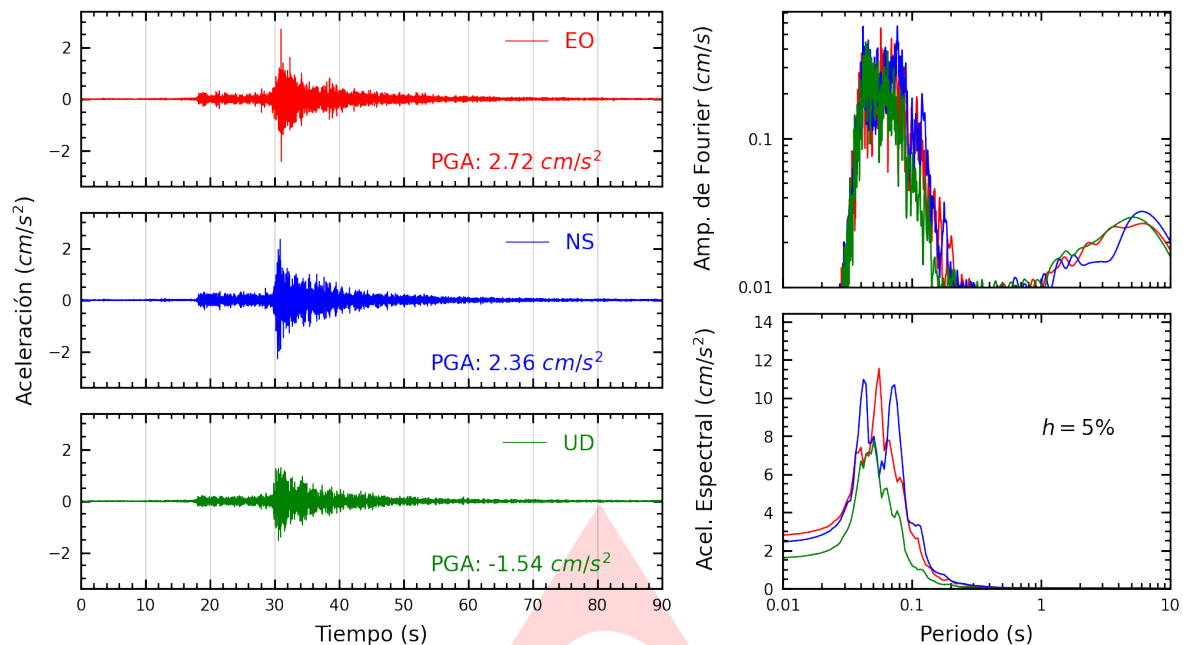 Aceleración (cm/s²)
2
0
−2
EO
PGA: 2.72 cm/s²
2
0
−2
NS
PGA: 2.36 cm/s²
2
0
−2
UD
PGA: -1.54 cm/s²
0 10 20 30 40 50 60 70 80 90
Tiempo (s)
Amp. de Fourier (cm/s)
0.1
0.01
Acel. Espectral (cm/s²)
14
12
10
8
6
4
2
0
h = 5%
0.01 0.1 1 10
Periodo (s)